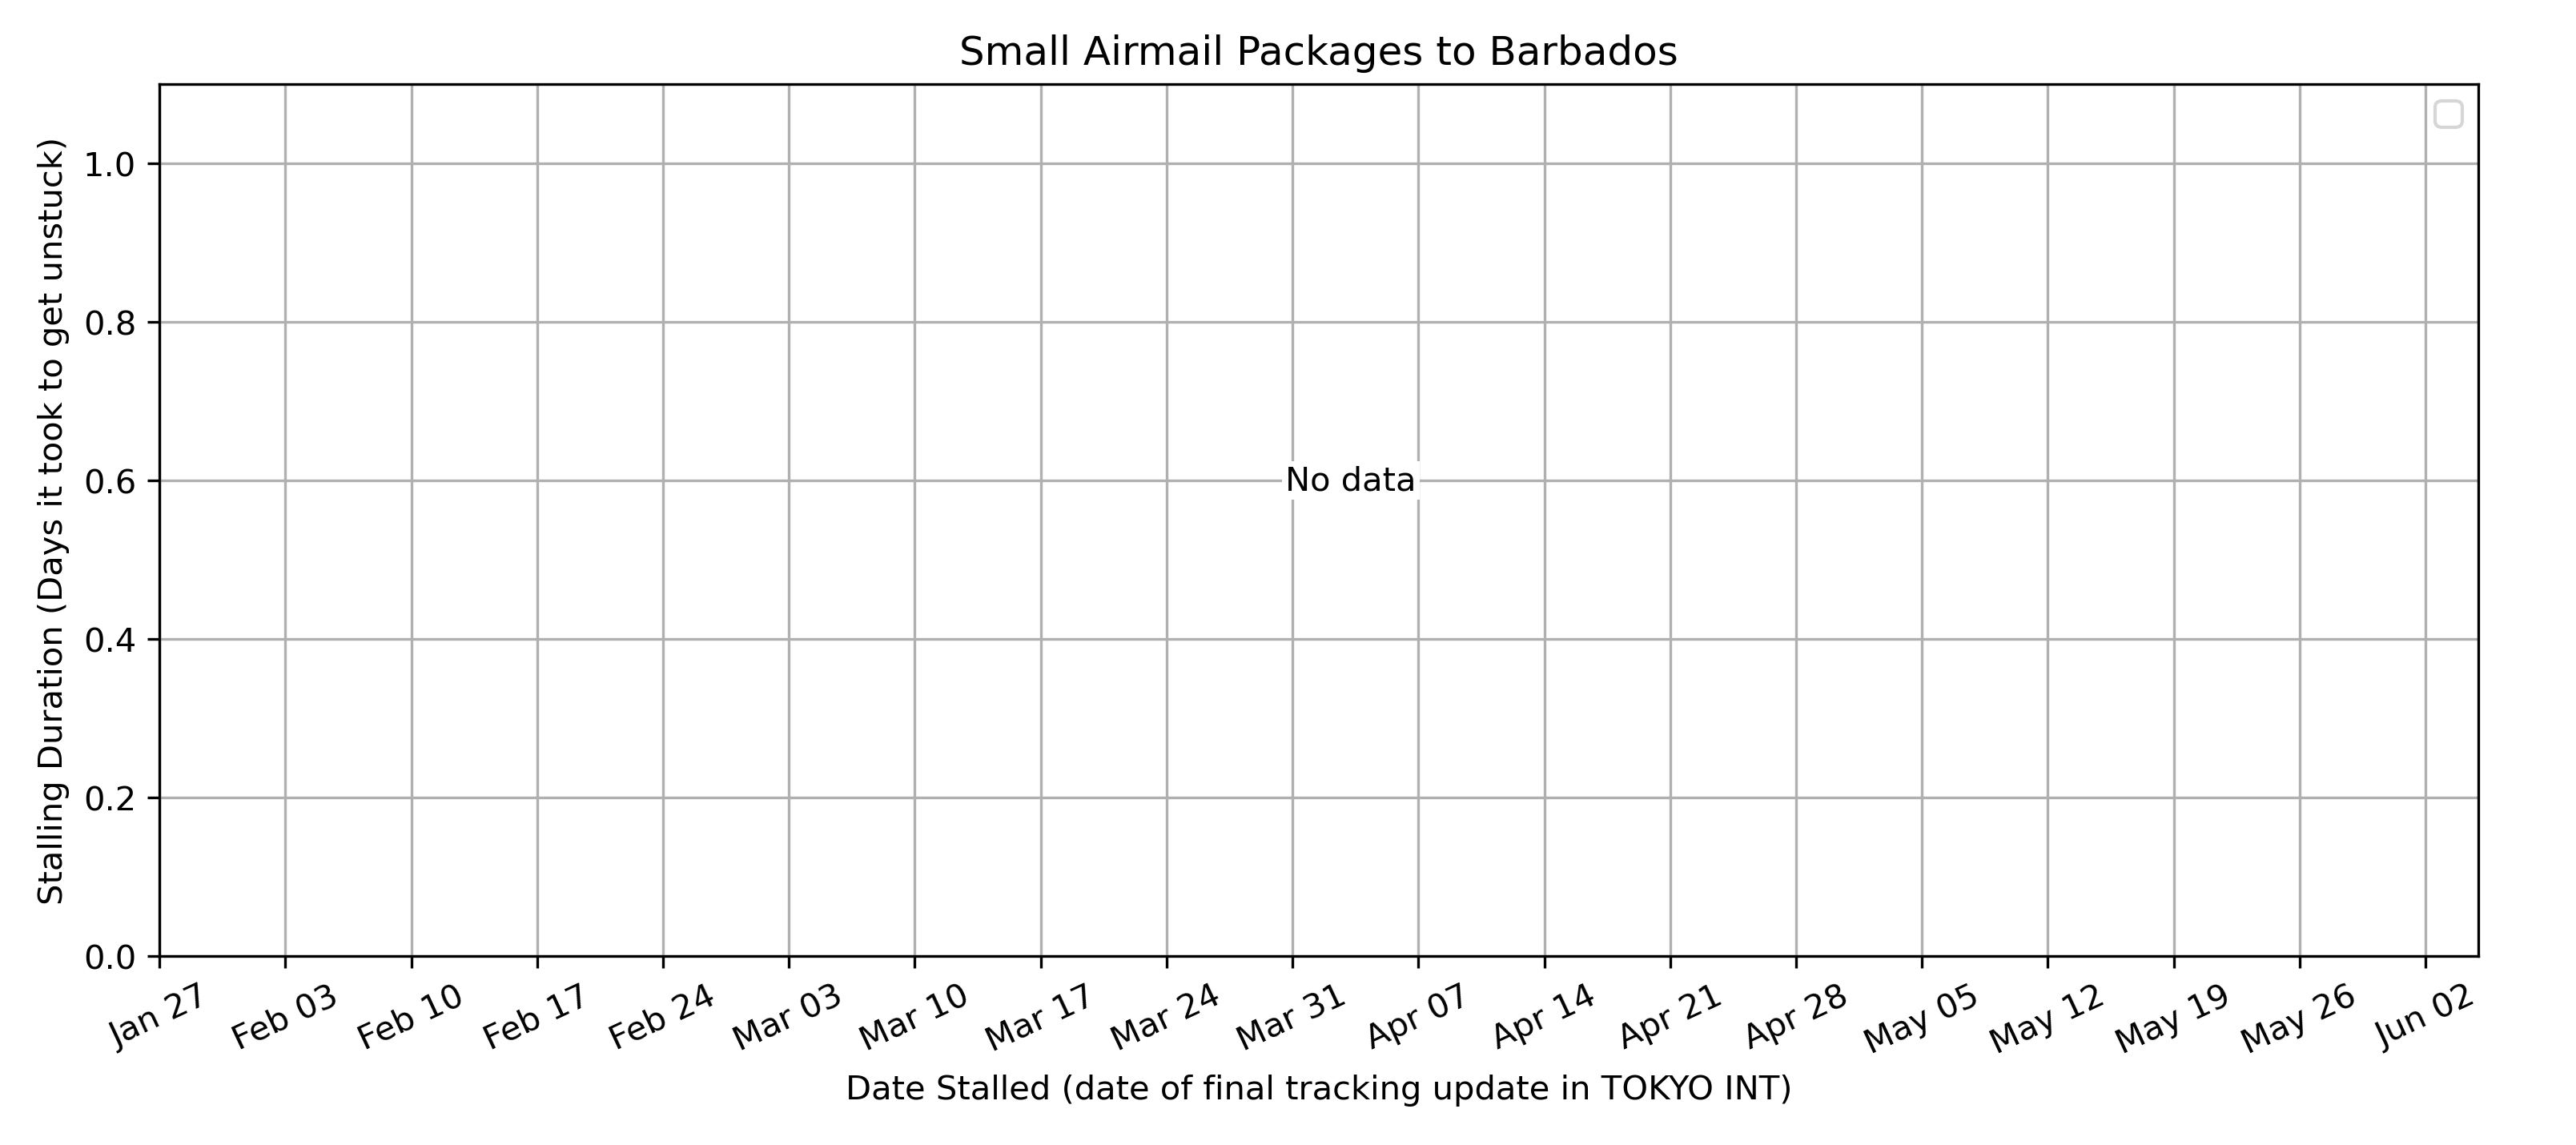 Small Airmail Packages to Barbados
Stalling Duration (Days it took to get unstuck)
1.0
0.8
0.6
0.4
0.2
0.0
No data
Jan 27
Feb 03
Feb 10
Feb 17
Feb 24
Mar 03
Mar 10
Mar 17
Mar 24
Mar 31
Apr 07
Apr 14
Apr 21
Apr 28
May 05
May 12
May 19
May 26
Jun 02
Date Stalled (date of final tracking update in TOKYO INT)